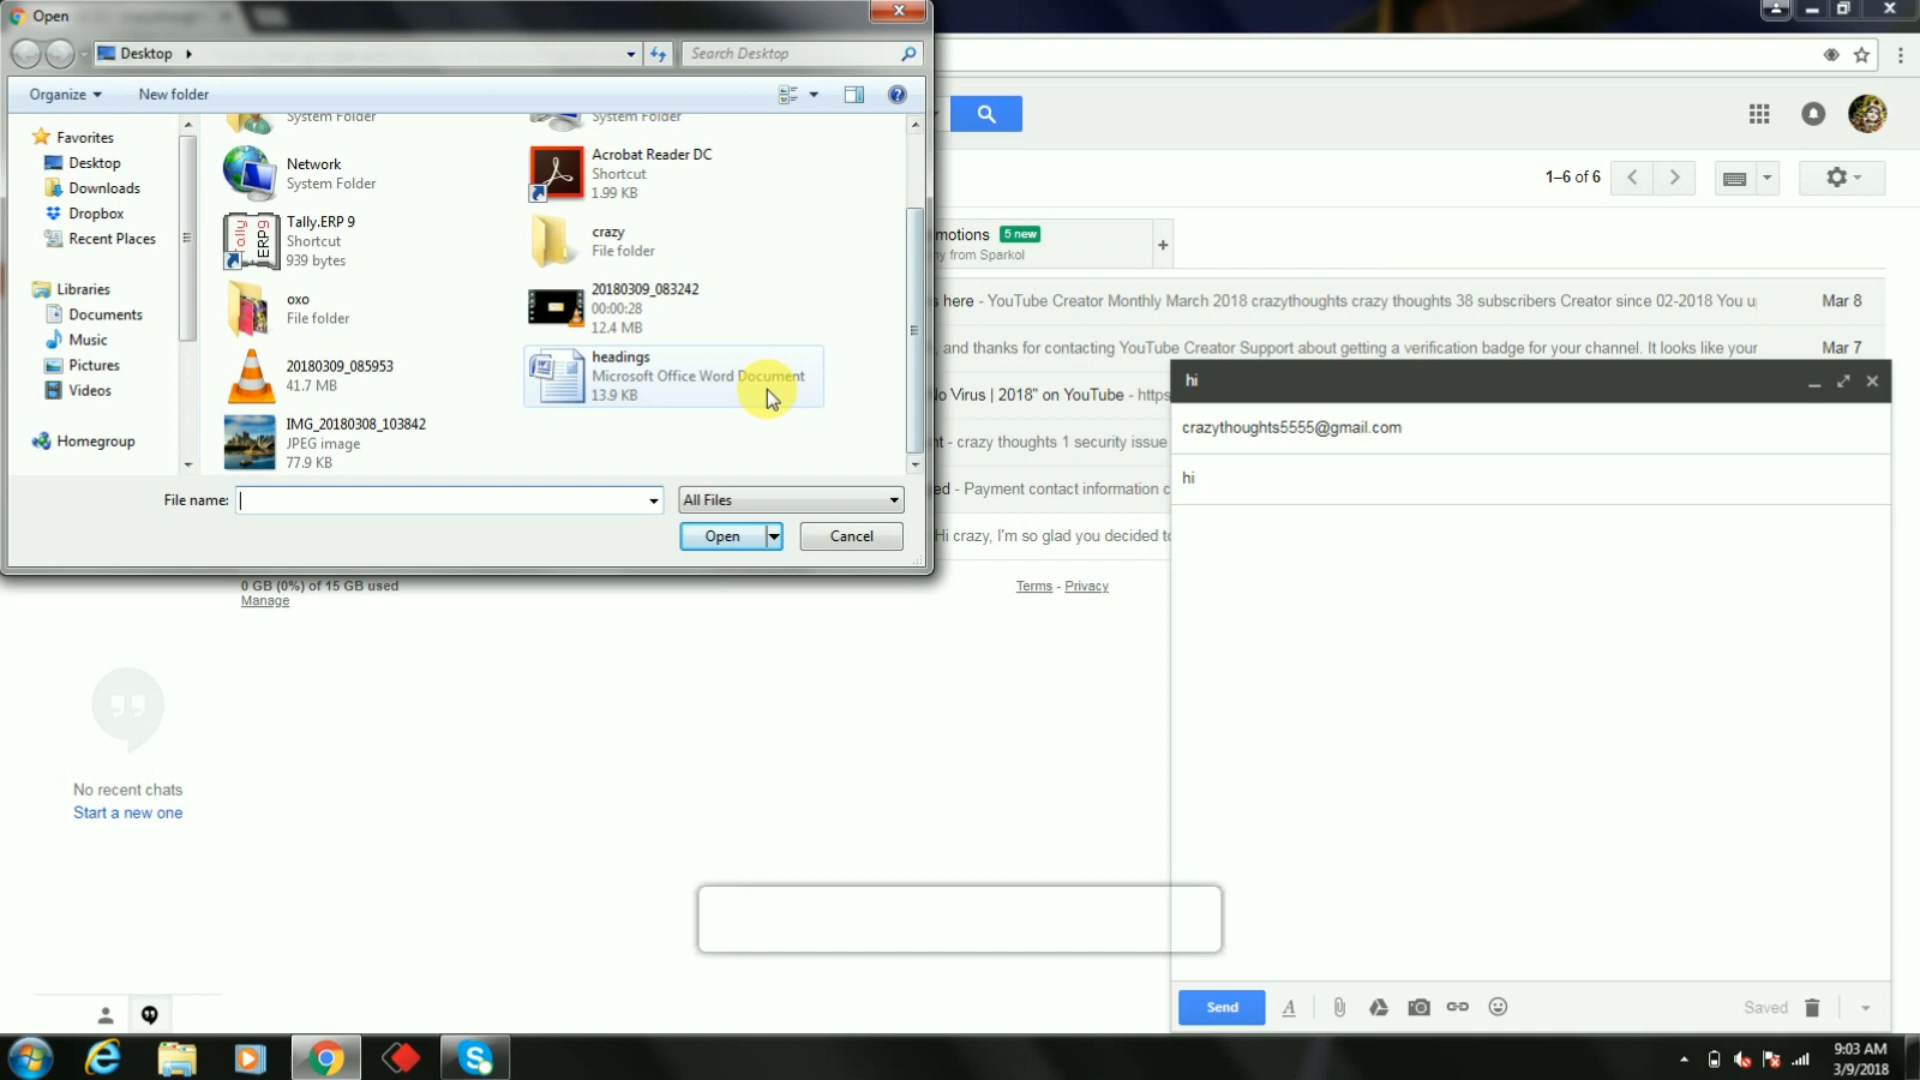 Open
Desktop
Search Desktop
Organize
New folder
Favorites
Desktop
Downloads
Dropbox
Recent Places
Libraries
Documents
Music
Pictures
Videos
Homegroup
System Folder
System Folder
Network
System Folder
Acrobat Reader DC
Shortcut
1.99 KB
Tally.ERP 9
Shortcut
939 bytes
crazy
File folder
oxo
File folder
20180309_083242
00:00:28
12.4 MB
20180309_085953
41.7 MB
headings
Microsoft Office Word Document
13.9 KB
IMG_20180308_103842
JPEG image
77.9 KB
File name:
All Files
Open
Cancel
1–6 of 6
motions 5 new
ny from Sparkol
+
s here - YouTube Creator Monthly March 2018 crazythoughts crazy thoughts 38 subscribers Creator since 02-2018 You u
Mar 8
, and thanks for contacting YouTube Creator Support about getting a verification badge for your channel. It looks like your
Mar 7
No Virus | 2018" on YouTube - https
nt - crazy thoughts 1 security issue
ed - Payment contact information c
Hi crazy, I'm so glad you decided to
0 GB (0%) of 15 GB used
Manage
Terms - Privacy
No recent chats
Start a new one
hi
crazythoughts5555@gmail.com
hi
Send
Saved
9:03 AM
3/9/2018